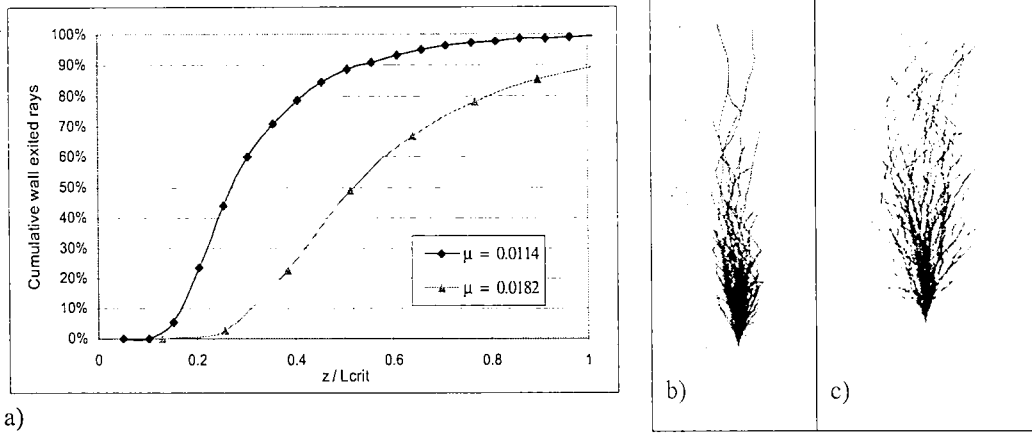 Cumulative wall exited rays
100%
90%
80%
70%
60%
50%
40%
30%
20%
10%
0%
μ = 0.0114
μ = 0.0182
0
0.2
0.4
0.6
0.8
1
z / Lcrit
a)
b)
c)